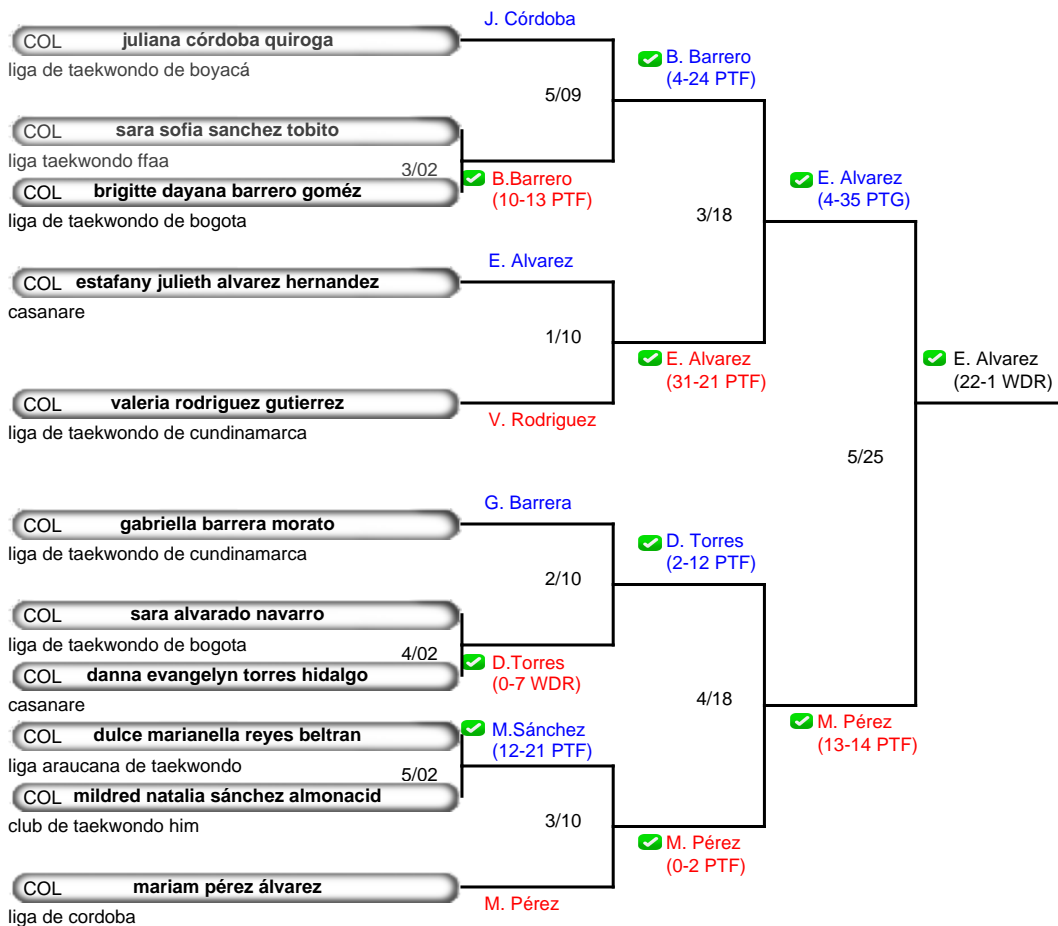 J. Córdoba
COL juliana córdoba quiroga
liga de taekwondo de boyacá
B. Barrero
(4-24 PTF)
5/09
COL sara sofia sanchez tobito
liga taekwondo ffaa
3/02
B.Barrero
(10-13 PTF)
COL brigitte dayana barrero goméz
liga de taekwondo de bogota
E. Alvarez
(4-35 PTG)
3/18
E. Alvarez
COL estafany julieth alvarez hernandez
casanare
1/10
E. Alvarez
(31-21 PTF)
E. Alvarez
(22-1 WDR)
COL valeria rodriguez gutierrez
V. Rodriguez
liga de taekwondo de cundinamarca
5/25
G. Barrera
COL gabriella barrera morato
liga de taekwondo de cundinamarca
D. Torres
(2-12 PTF)
2/10
COL sara alvarado navarro
liga de taekwondo de bogota
4/02
D.Torres
(0-7 WDR)
COL danna evangelyn torres hidalgo
casanare
4/18
M. Pérez
(13-14 PTF)
COL dulce marianella reyes beltran
M.Sánchez
(12-21 PTF)
liga araucana de taekwondo
5/02
COL mildred natalia sánchez almonacid
club de taekwondo him
3/10
M. Pérez
(0-2 PTF)
COL mariam pérez álvarez
M. Pérez
liga de cordoba